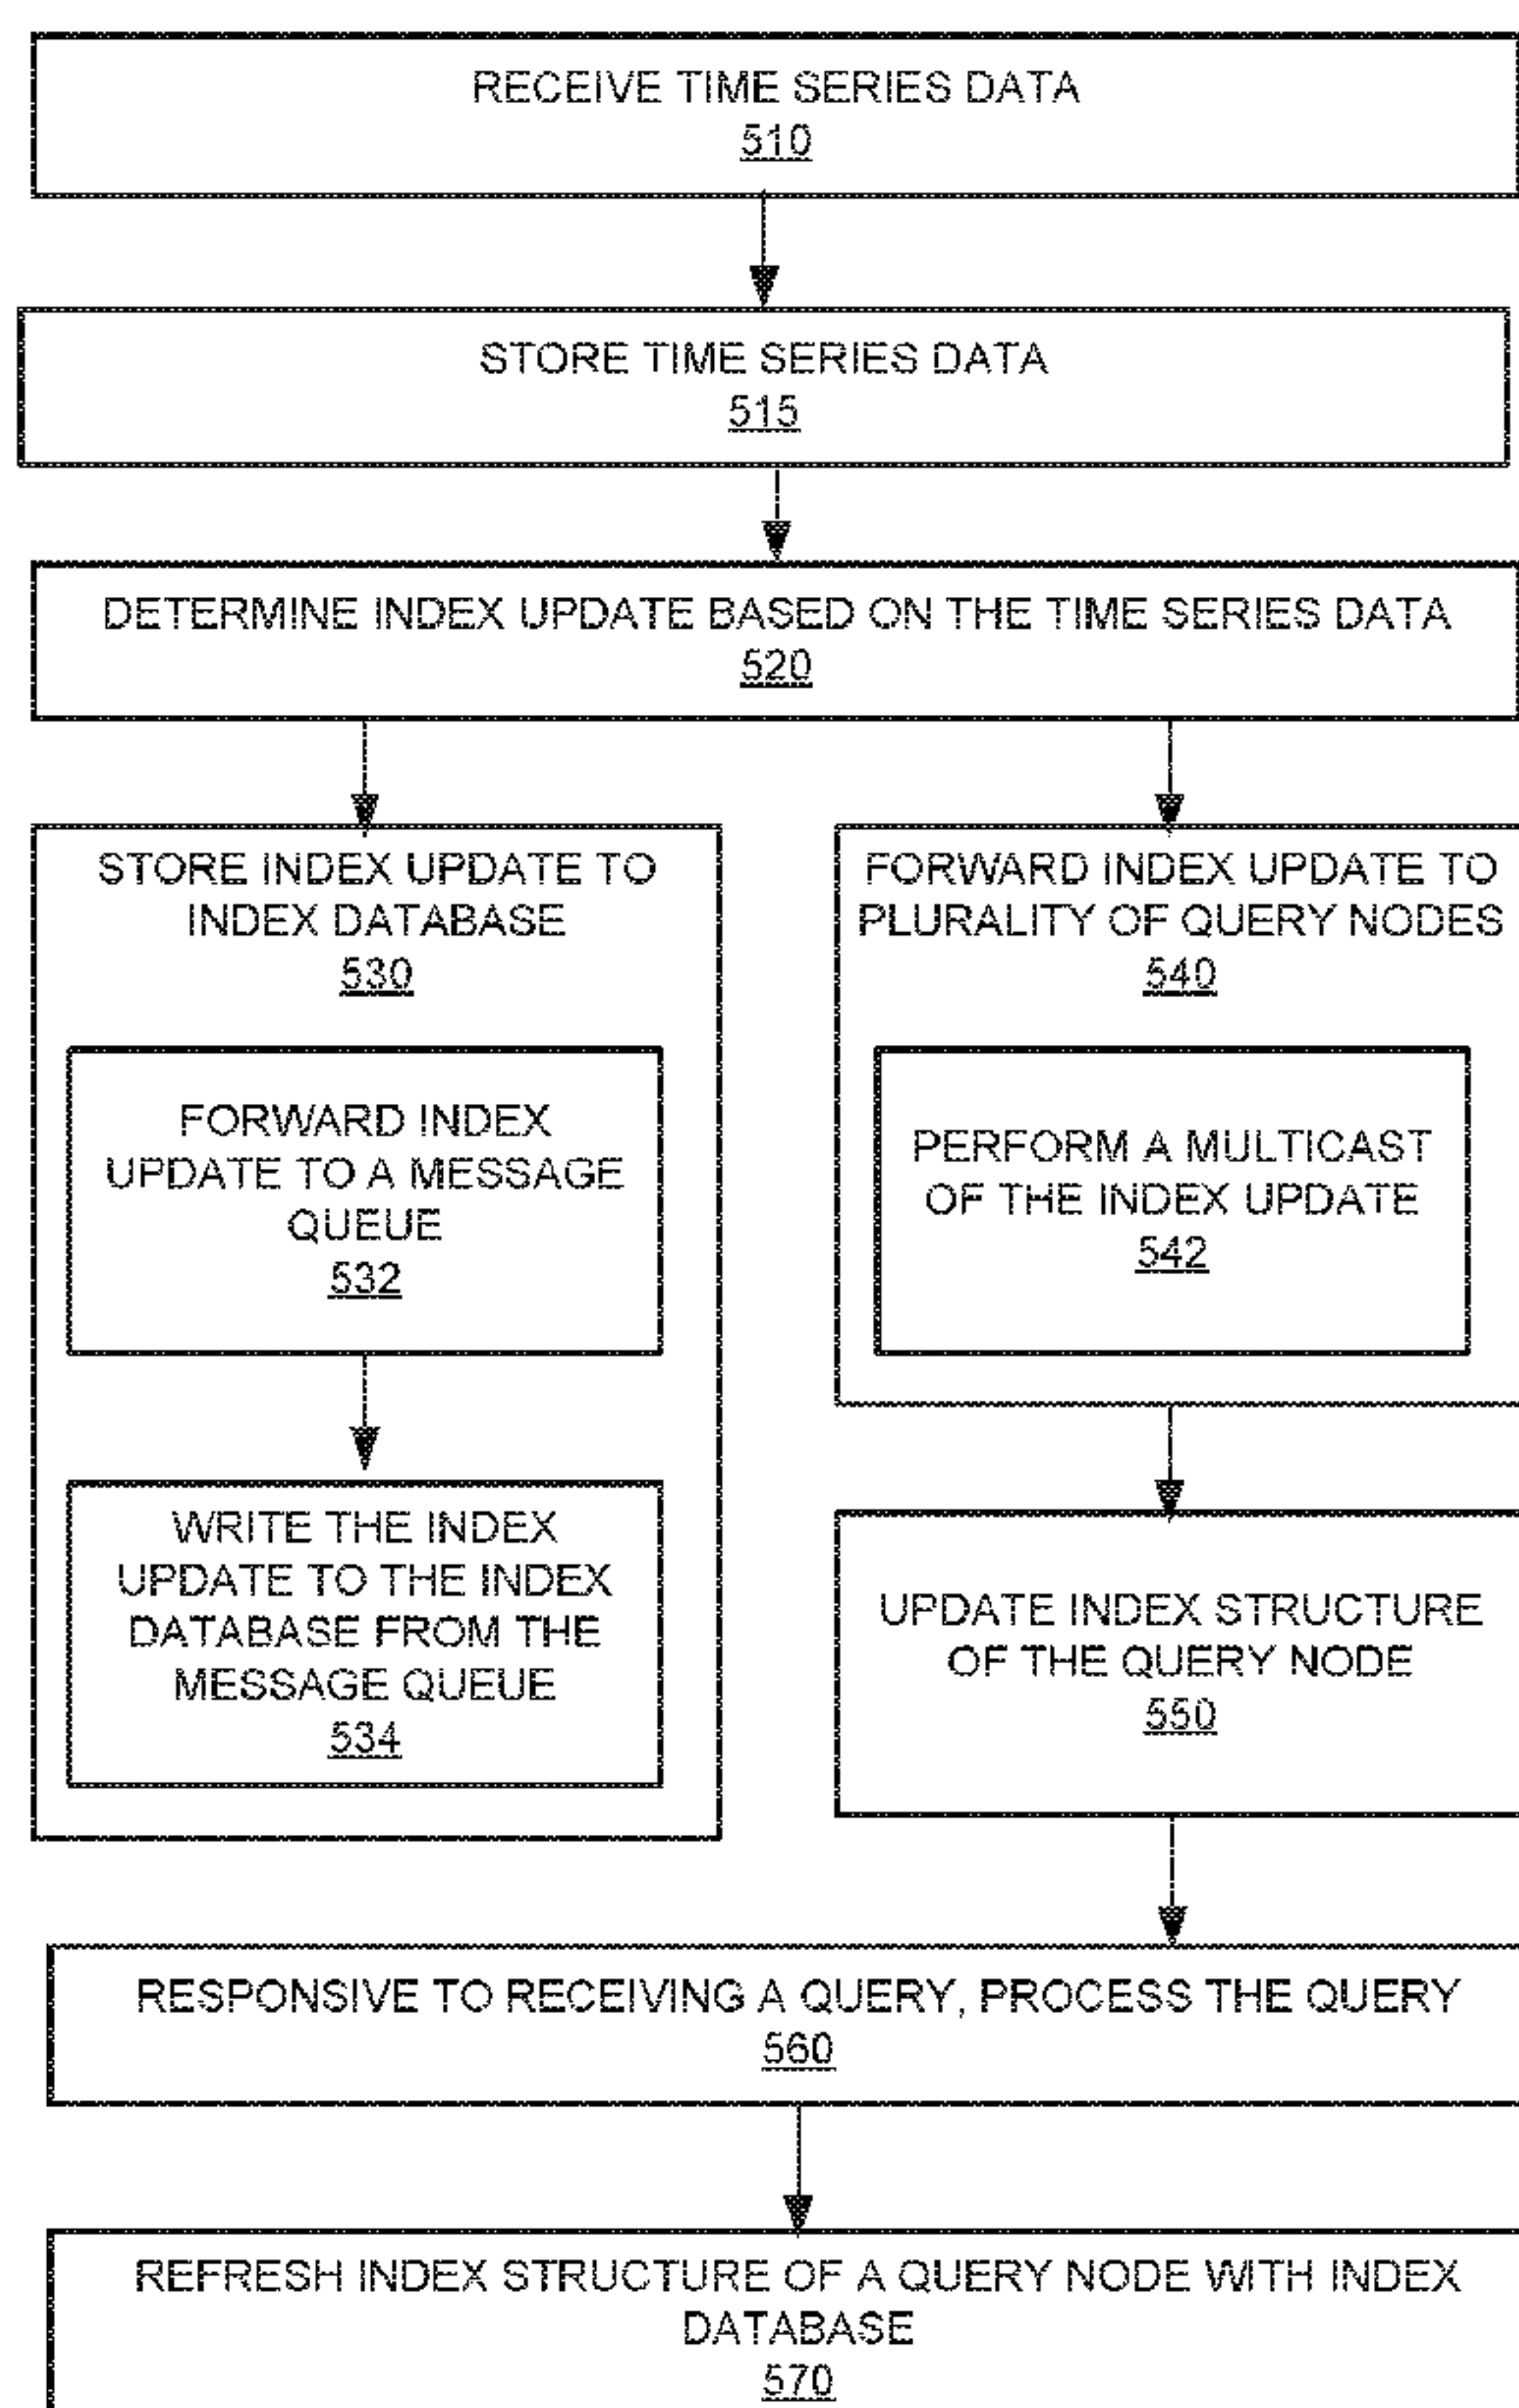 RECEIVE TIME SERIES DATA
510
STORE TIME SERIES DATA
515
DETERMINE INDEX UPDATE BASED ON THE TIME SERIES DATA
520
STORE INDEX UPDATE TO
INDEX DATABASE
530
FORWARD INDEX
UPDATE TO A MESSAGE
QUEUE
532
WRITE THE INDEX
UPDATE TO THE INDEX
DATABASE FROM THE
MESSAGE QUEUE
534
FORWARD INDEX UPDATE TO
PLURALITY OF QUERY NODES
540
PERFORM A MULTICAST
OF THE INDEX UPDATE
542
UPDATE INDEX STRUCTURE
OF THE QUERY NODE
550
RESPONSIVE TO RECEIVING A QUERY, PROCESS THE QUERY
560
REFRESH INDEX STRUCTURE OF A QUERY NODE WITH INDEX
DATABASE
570